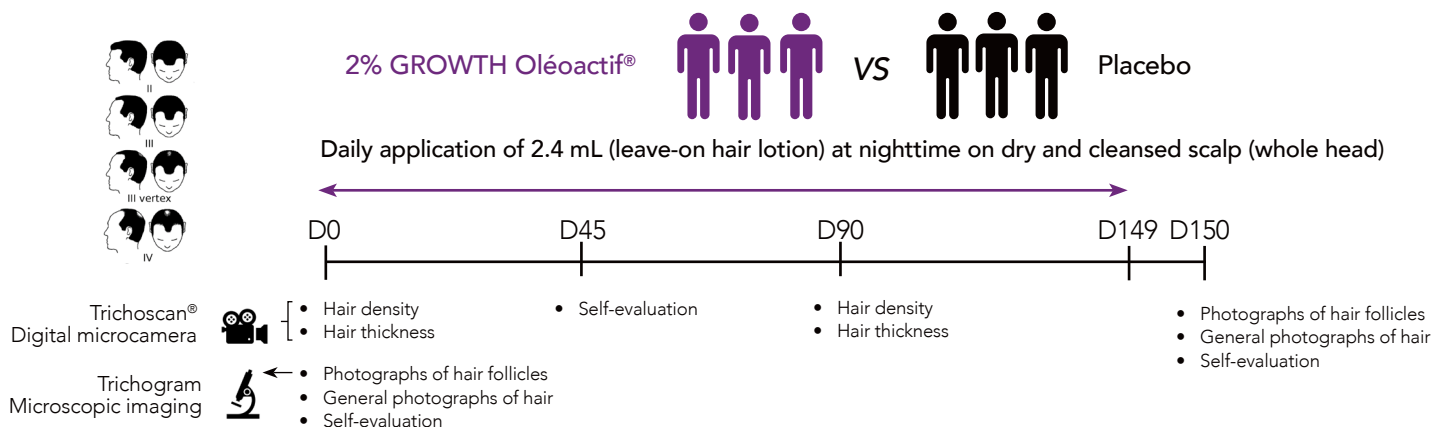 2% GROWTH Oléoactif®
VS
Placebo
II
III
III vertex
IV
Daily application of 2.4 mL (leave-on hair lotion) at nighttime on dry and cleansed scalp (whole head)
D0
D45
D90
D149
D150
Trichoscan®
Digital microcamera
• Hair density
• Hair thickness
• Self-evaluation
• Hair density
• Hair thickness
• Photographs of hair follicles
• General photographs of hair
• Self-evaluation
Trichogram
Microscopic imaging
• Photographs of hair follicles
• General photographs of hair
• Self-evaluation